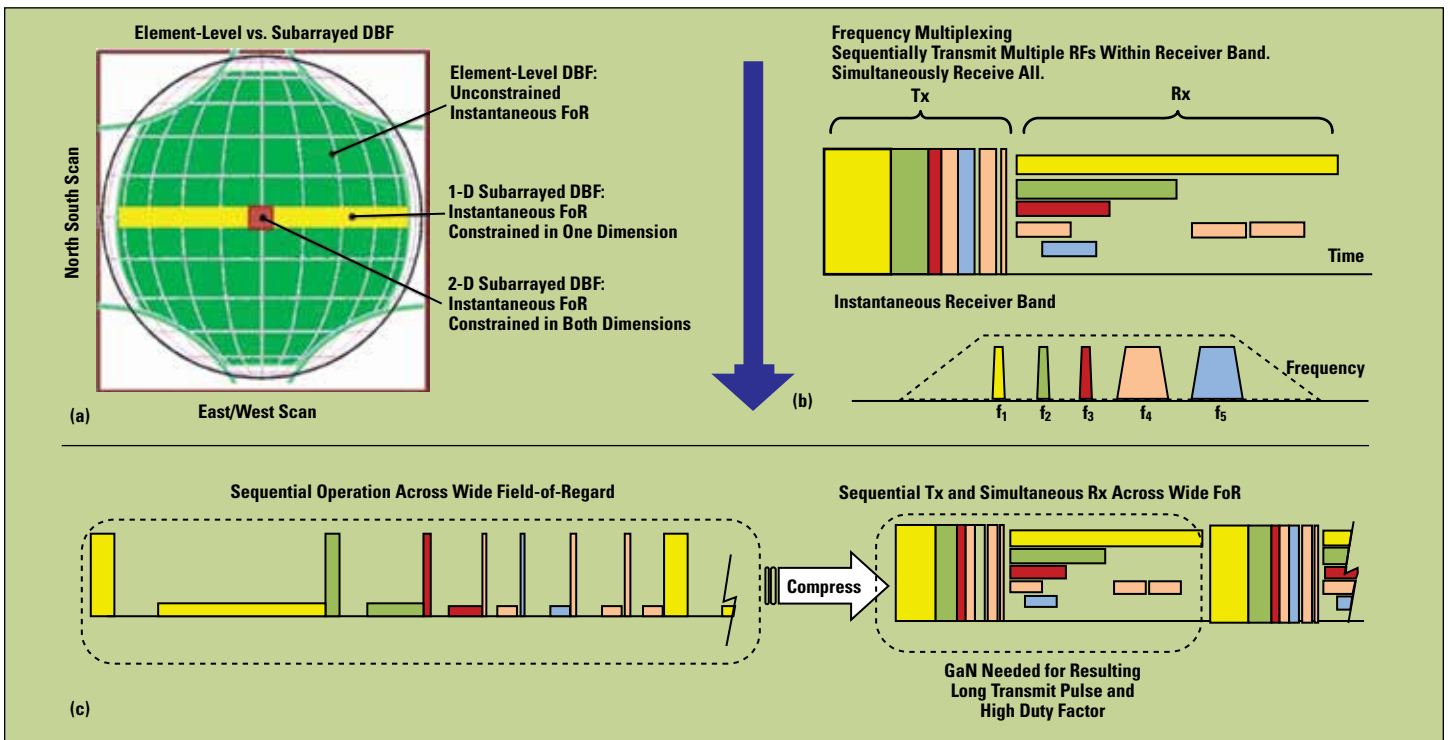 Element-Level vs. Subarrayed DBF
North South Scan
Element-Level DBF:
Unconstrained
Instantaneous FoR
1-D Subarrayed DBF:
Instantaneous FoR
Constrained in One Dimension
2-D Subarrayed DBF:
Instantaneous FoR
Constrained in Both Dimensions
(a)
East/West Scan
Frequency Multiplexing
Sequentially Transmit Multiple RFs Within Receiver Band.
Simultaneously Receive All.
Tx
Rx
Time
Instantaneous Receiver Band
Frequency
(b)
f1
f2
f3
f4
f5
Sequential Operation Across Wide Field-of-Regard
Compress
Sequential Tx and Simultaneous Rx Across Wide FoR
GaN Needed for Resulting
Long Transmit Pulse and
High Duty Factor
(c)